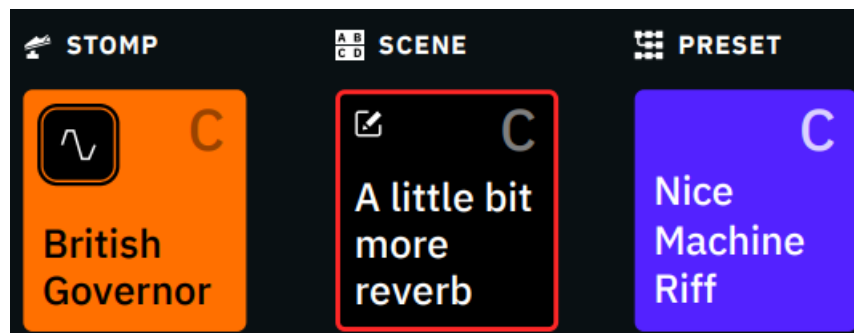 STOMP
SCENE
PRESET
A B
C D
C
British
Governor
C
A little bit
more
reverb
C
Nice
Machine
Riff